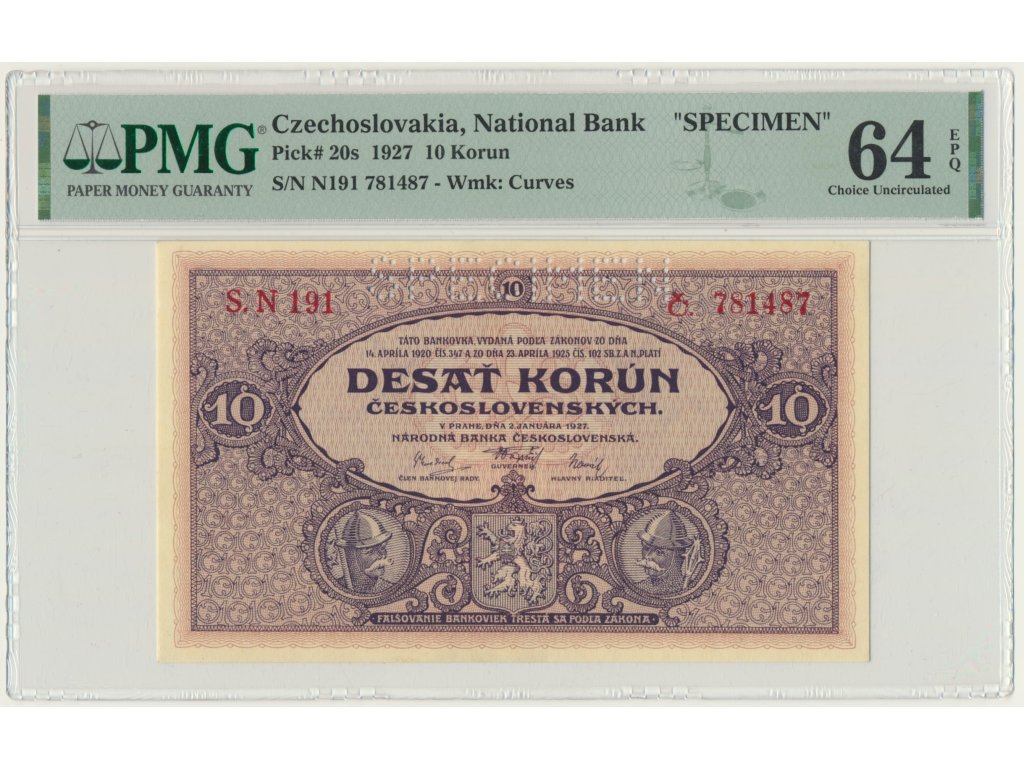 PMG®
PAPER MONEY GUARANTY
Czechoslovakia, National Bank "SPECIMEN"
Pick# 20s 1927 10 Korun
S/N N191 781487 - Wmk: Curves
64
EPQ
Choice Uncirculated
SPECIMEN
10
S. N 191
Č. 781487
TÁTO BANKOVKA, VYDANÁ PODĽA ZÁKONOV ZO DŇA
14. APRÍLA 1920 ČÍS. 347 A ZO DŇA 23. APRÍLA 1925 ČÍS. 102 SB. Z. A N., PLATÍ
DESAŤ KORÚN
ČESKOSLOVENSKÝCH.
10
10
V PRAHE, DŇA 2. JANUÁRA 1927.
NÁRODNÁ BANKA ČESKOSLOVENSKÁ.
GUVERNER.
ČLEN BANKOVEJ RADY.
HLAVNÝ RIADITEĽ.
FALŠOVANIE BANKOVIEK TRESTÁ SA PODĽA ZÁKONA